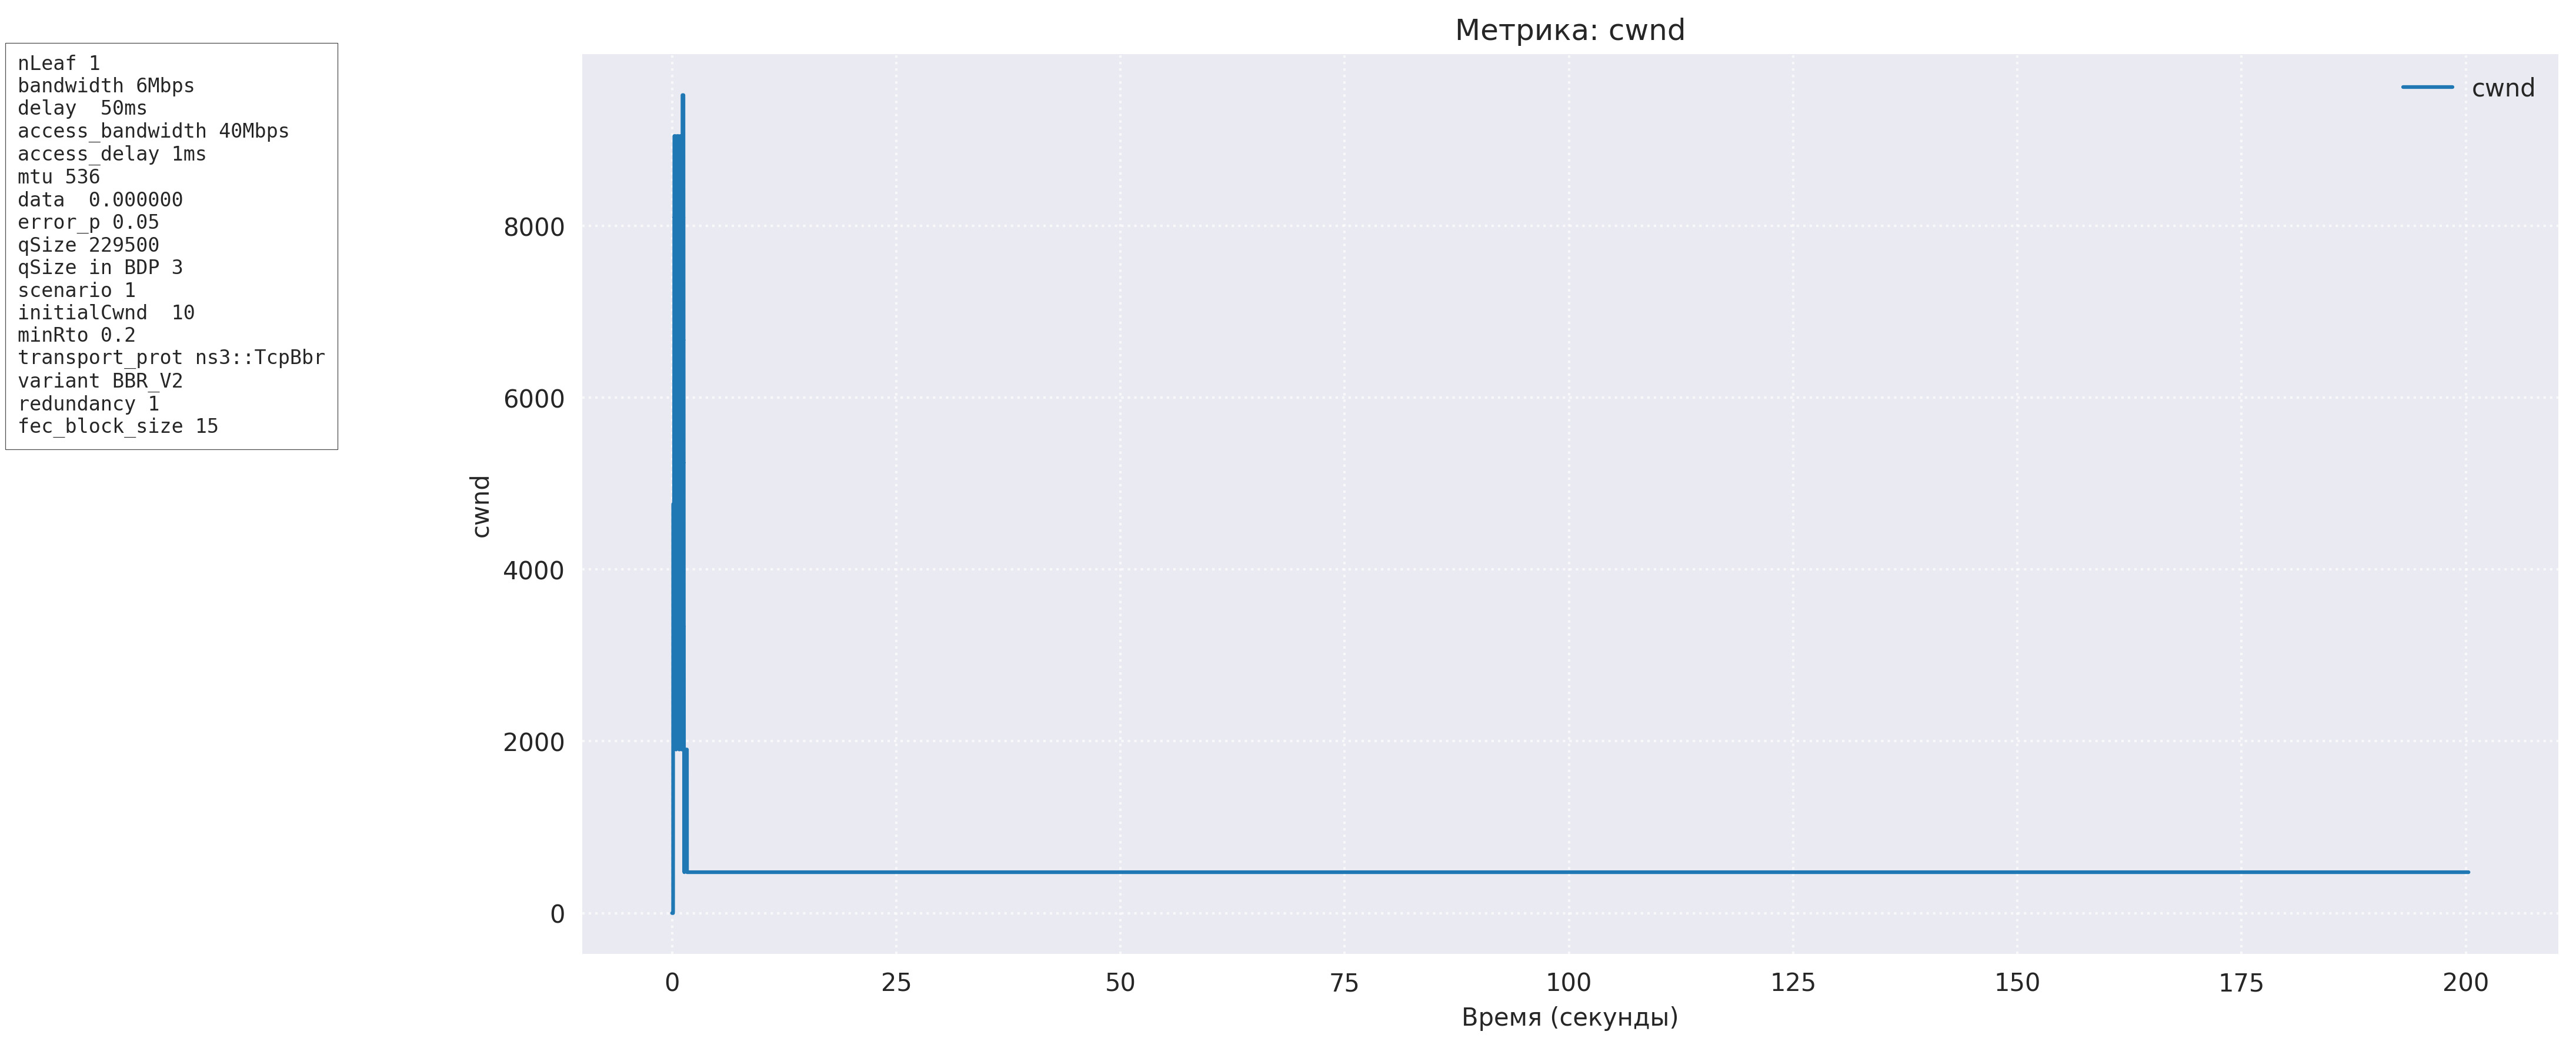 Метрика: cwnd
nLeaf 1
bandwidth 6Mbps
delay  50ms
access_bandwidth 40Mbps
access_delay 1ms
mtu 536
data  0.000000
error_p 0.05
qSize 229500
qSize in BDP 3
scenario 1
initialCwnd  10
minRto 0.2
transport_prot ns3::TcpBbr
variant BBR_V2
redundancy 1
fec_block_size 15
cwnd
8000
6000
4000
2000
0
cwnd
0 25 50 75 100 125 150 175 200
Время (секунды)